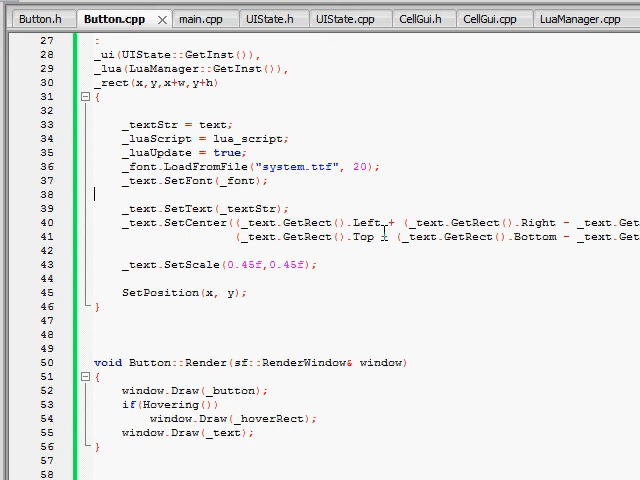 Button.h Button.cpp main.cpp UIState.h UIState.cpp CellGui.h CellGui.cpp LuaManager.cpp
27 :
28 _ui(UIState::GetInst()),
29 _lua(LuaManager::GetInst()),
30 _rect(x,y,x+w,y+h)
31 {
32
33 _textStr = text;
34 _luaScript = lua_script;
35 _luaUpdate = true;
36 _font.LoadFromFile("system.ttf", 20);
37 _text.SetFont(_font);
38
39 _text.SetText(_textStr);
40 _text.SetCenter((_text.GetRect().Left + (_text.GetRect().Right - _text.Get
41 (_text.GetRect().Top + (_text.GetRect().Bottom - _text.Get
42
43 _text.SetScale(0.45f,0.45f);
44
45 SetPosition(x, y);
46 }
47
48
49
50 void Button::Render(sf::RenderWindow& window)
51 {
52 window.Draw(_button);
53 if(Hovering())
54 window.Draw(_hoverRect);
55 window.Draw(_text);
56 }
57
58